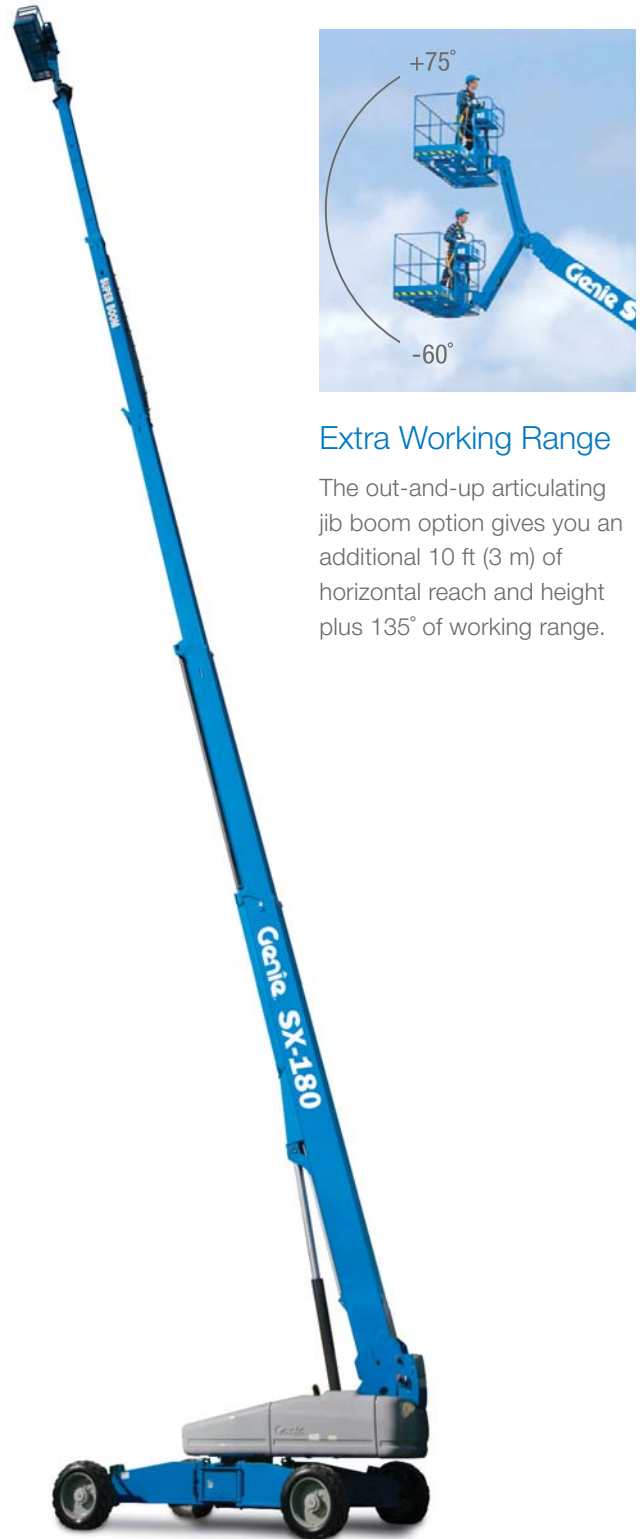 +75°
Genie S
-60°
Extra Working Range
The out-and-up articulating
jib boom option gives you an
additional 10 ft (3 m) of
horizontal reach and height
plus 135° of working range.
SUPER BOOM
Genie SX-180
Genie